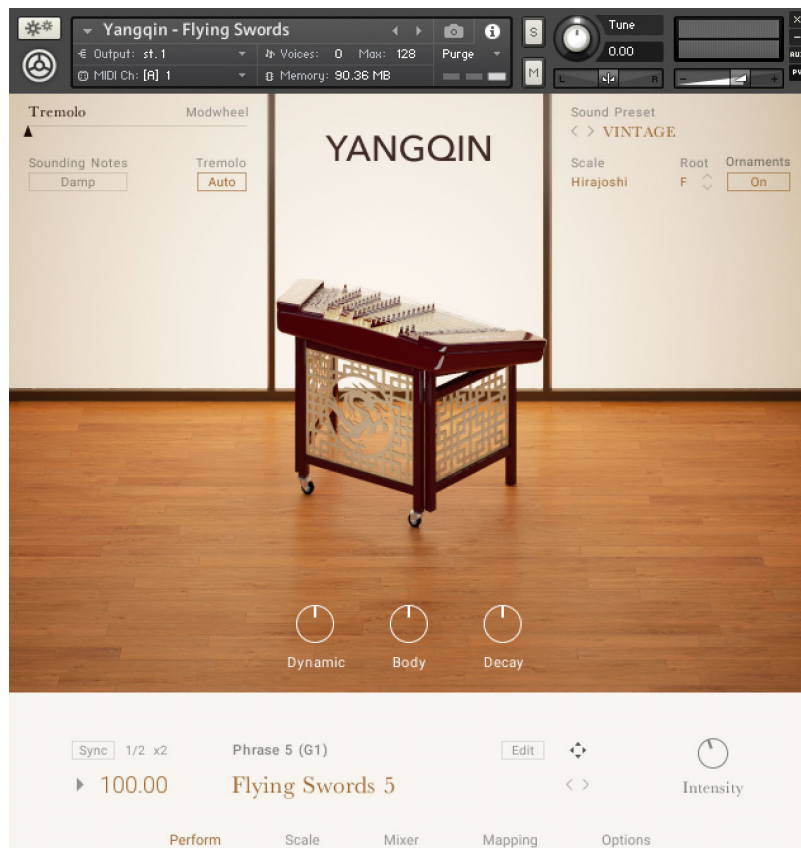 Yangqin - Flying Swords
Output: st.1 Voices: 0 Max: 128 Purge
MIDI Ch: [A] 1 Memory: 90.36 MB
S
M
Tune
0.00
L R
- +
Tremolo Modwheel
Sounding Notes Tremolo
Damp Auto
YANGQIN
Sound Preset
< > VINTAGE
Scale Root Ornaments
Hirajoshi F On
Dynamic Body Decay
Sync 1/2 x2 Phrase 5 (G1) Edit
100.00 Flying Swords 5 < > Intensity
Perform Scale Mixer Mapping Options